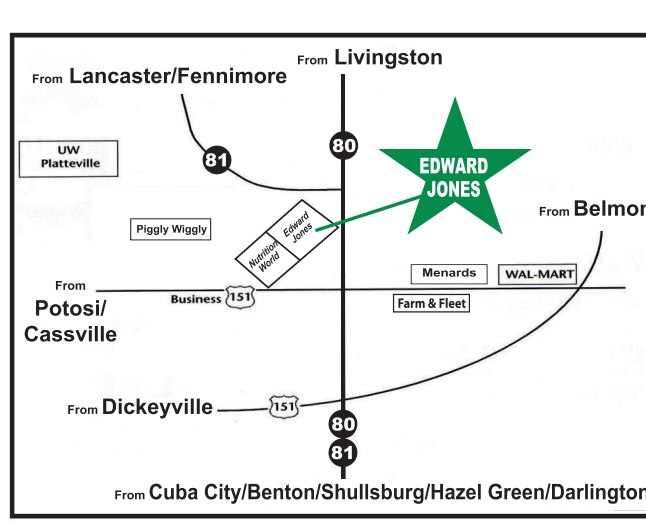 From Livingston
From Lancaster/Fennimore
80
81
UW
Platteville
EDWARD
JONES
From Belmon
Piggly Wiggly
Edward
Jones
Nutrition
World
Menards
WAL-MART
From
Potosi/
Cassville
Business 151
Farm & Fleet
From Dickeyville
151
80
81
From Cuba City/Benton/Shullsburg/Hazel Green/Darlington